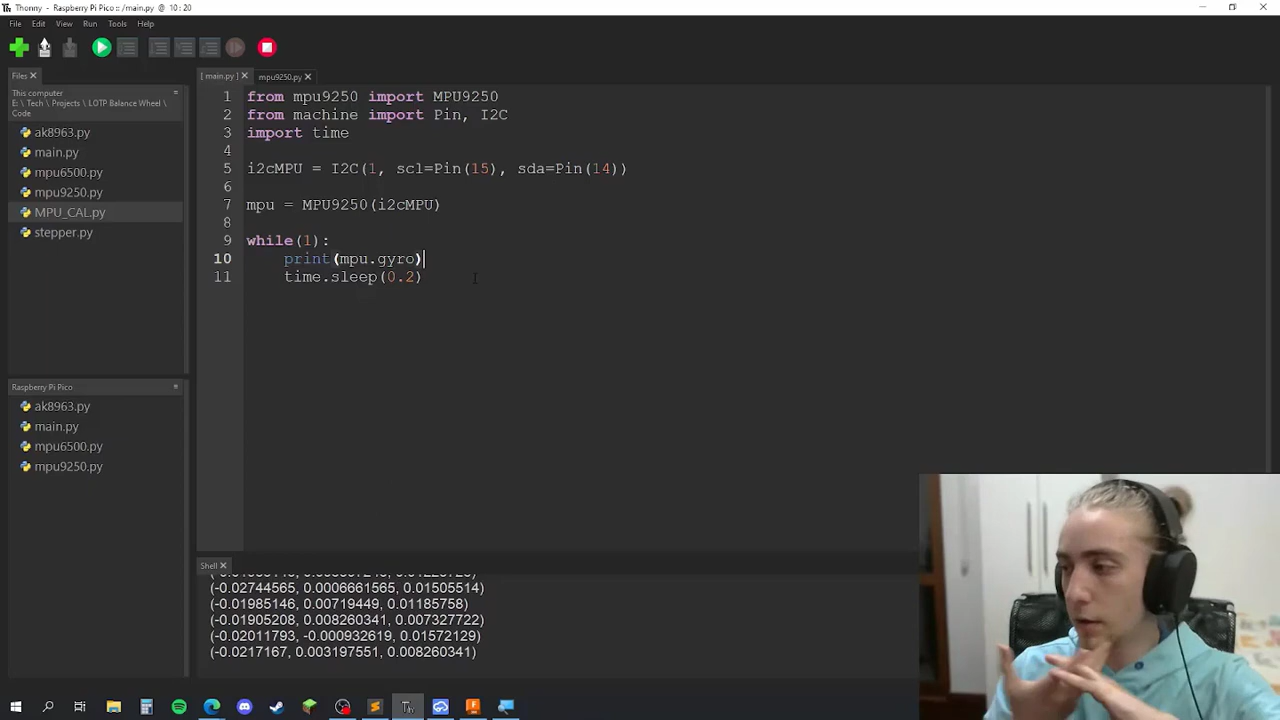 Thonny - Raspberry Pi Pico :: /main.py @ 10 : 20
File Edit View Run Tools Help
Files
This computer
E: \ Tech \ Projects \ LOTP Balance Wheel \
Code
ak8963.py
main.py
mpu6500.py
mpu9250.py
MPU_CAL.py
stepper.py
Raspberry Pi Pico
ak8963.py
main.py
mpu6500.py
mpu9250.py
[ main.py ] mpu9250.py
1 from mpu9250 import MPU9250
2 from machine import Pin, I2C
3 import time
4
5 i2cMPU = I2C(1, scl=Pin(15), sda=Pin(14))
6
7 mpu = MPU9250(i2cMPU)
8
9 while(1):
10 print(mpu.gyro)
11 time.sleep(0.2)
Shell
(-0.02744565, 0.0006661565, 0.01505514)
(-0.01985146, 0.00719449, 0.01185758)
(-0.01905208, 0.008260341, 0.007327722)
(-0.02011793, -0.000932619, 0.01572129)
(-0.0217167, 0.003197551, 0.008260341)